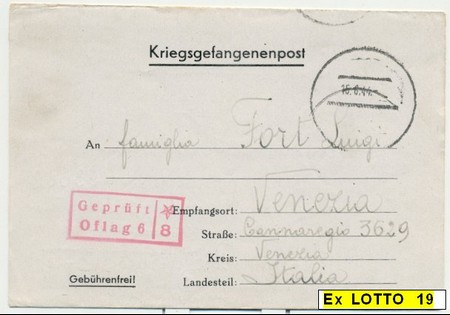 Kriegsgefangenenpost
16.6.44.
An famiglia Fort Luigi
Geprüft
Oflag 6 8
Empfangsort: Venezia
Straße: Cannaregio 3629
Kreis: Venezia
Gebührenfrei! Landesteil: Italia
Ex LOTTO 19